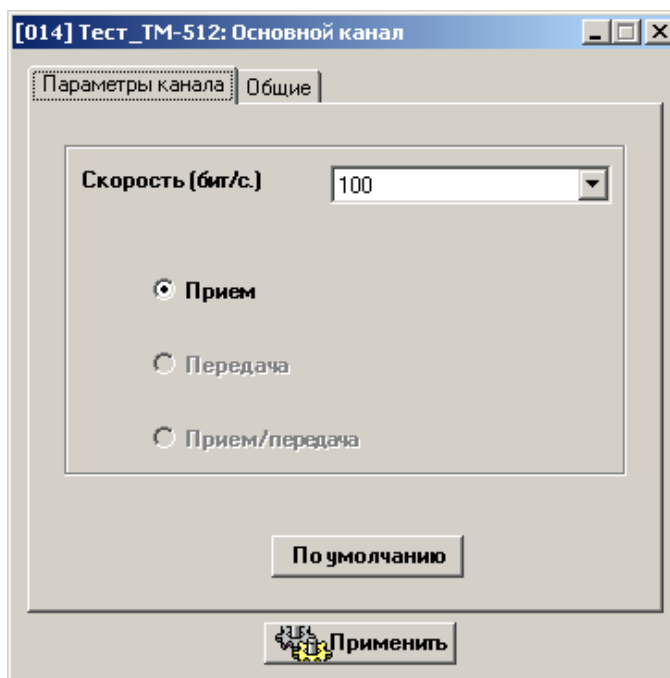 [014] Тест_ТМ-512: Основной канал
Параметры канала Общие
Скорость (бит/с.) 100
Прием
Передача
Прием/передача
По умолчанию
Применить